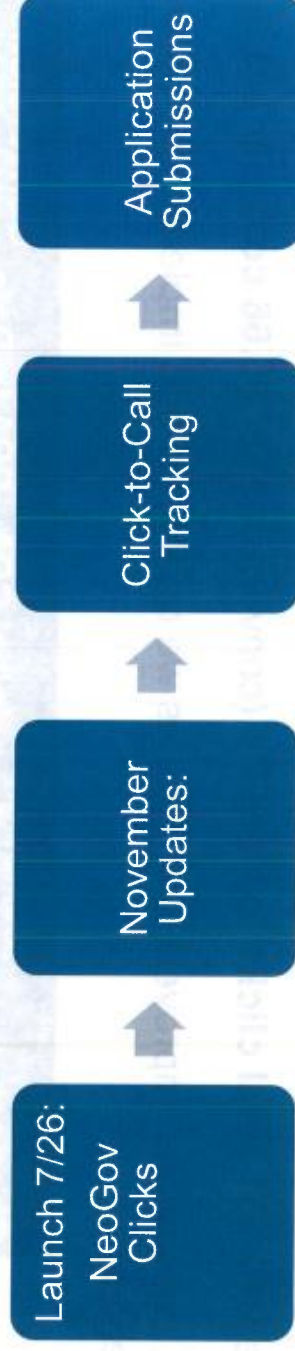 Launch 7/26:
NeoGov
Clicks
November
Updates:
Click-to-Call
Tracking
Application
Submissions